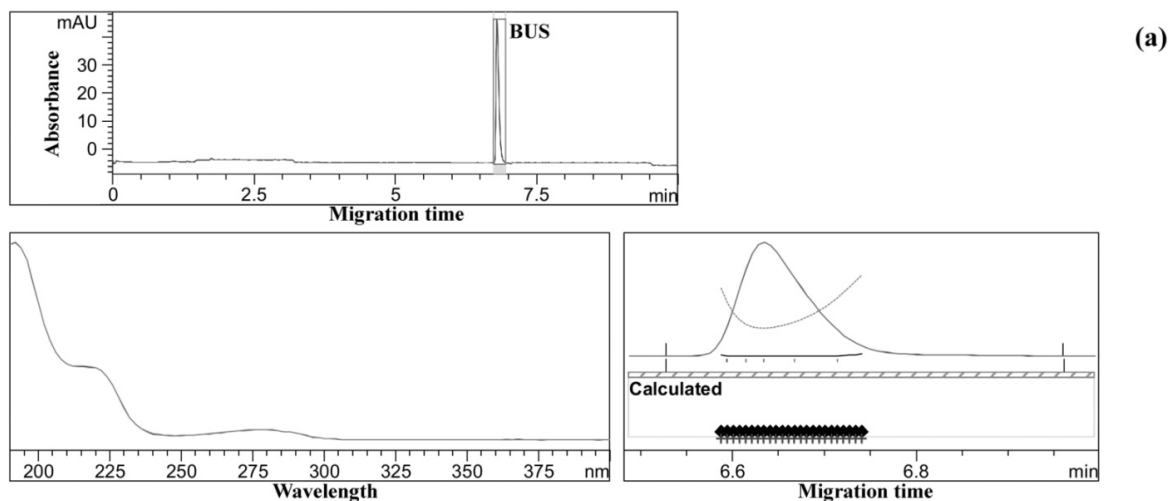 mAU
BUS
(a)
Absorbance
30
20
10
0
0 2.5 5 7.5 min
Migration time
Calculated
200 225 250 275 300 325 350 375 nm
Wavelength
6.6 6.8 min
Migration time